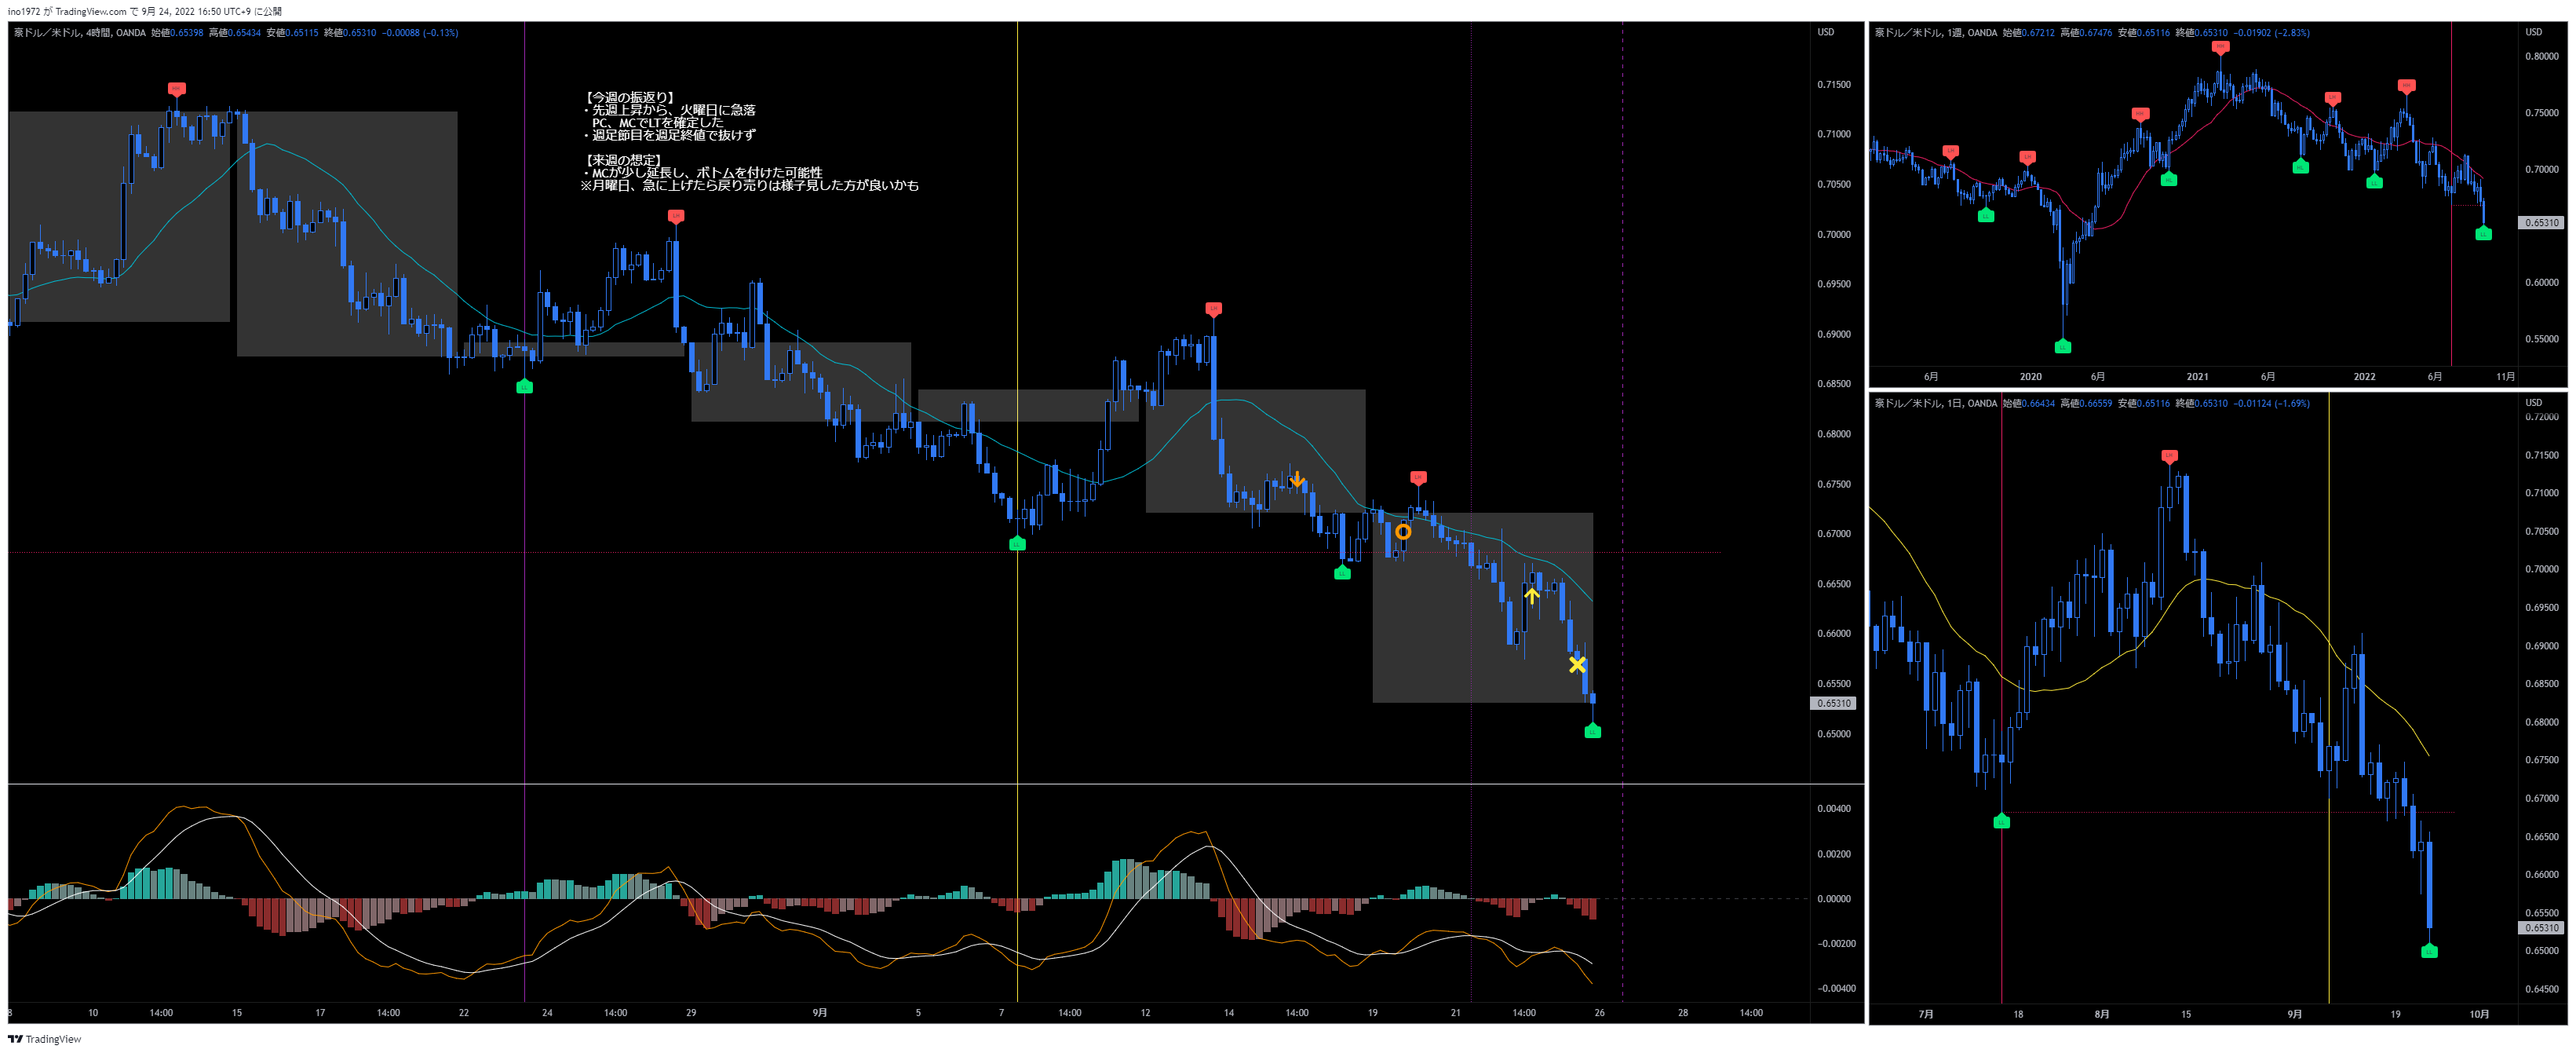 ino1972 が TradingView.com で 9月 24, 2022 16:50 UTC+9 に公開
豪ドル／米ドル, 4時間, OANDA 始値0.65398 高値0.65434 安値0.65115 終値0.65310 −0.00088 (−0.13%)
USD
【今週の振返り】
・先週上昇から、火曜日に急落
PC、MCでLTを確定した
・週足節目を週足終値で抜けず
【来週の想定】
・MCが少し延長し、ボトムを付けた可能性
※月曜日、急に上げたら戻り売りは様子見した方が良いかも
HH
LL
LH
LL
LH
LL
LH
LL
0.71500
0.71000
0.70500
0.70000
0.69500
0.69000
0.68500
0.68000
0.67500
0.67000
0.66500
0.66000
0.65500
0.65310
0.65000
0.00400
0.00200
0.00000
−0.00200
−0.00400
8 10 14:00 15 17 14:00 22 24 14:00 29 9月 5 7 14:00 12 14 14:00 19 21 14:00 26 28 14:00
豪ドル／米ドル, 1週, OANDA 始値0.67212 高値0.67476 安値0.65116 終値0.65310 −0.01902 (−2.83%)
USD
0.80000
0.75000
0.70000
0.65310
0.60000
0.55000
6月 2020 6月 2021 6月 2022 6月 11月
豪ドル／米ドル, 1日, OANDA 始値0.66434 高値0.66559 安値0.65116 終値0.65310 −0.01124 (−1.69%)
USD
0.72000
0.71500
0.71000
0.70500
0.70000
0.69500
0.69000
0.68500
0.68000
0.67500
0.67000
0.66500
0.66000
0.65500
0.65310
0.65000
0.64500
7月 18 8月 15 9月 19 10月
TradingView